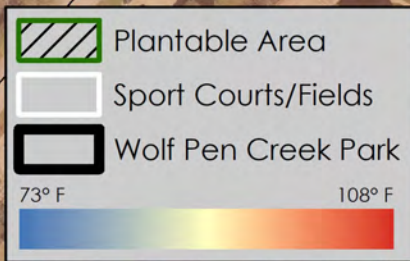 Plantable Area
Sport Courts/Fields
Wolf Pen Creek Park
73° F 108° F